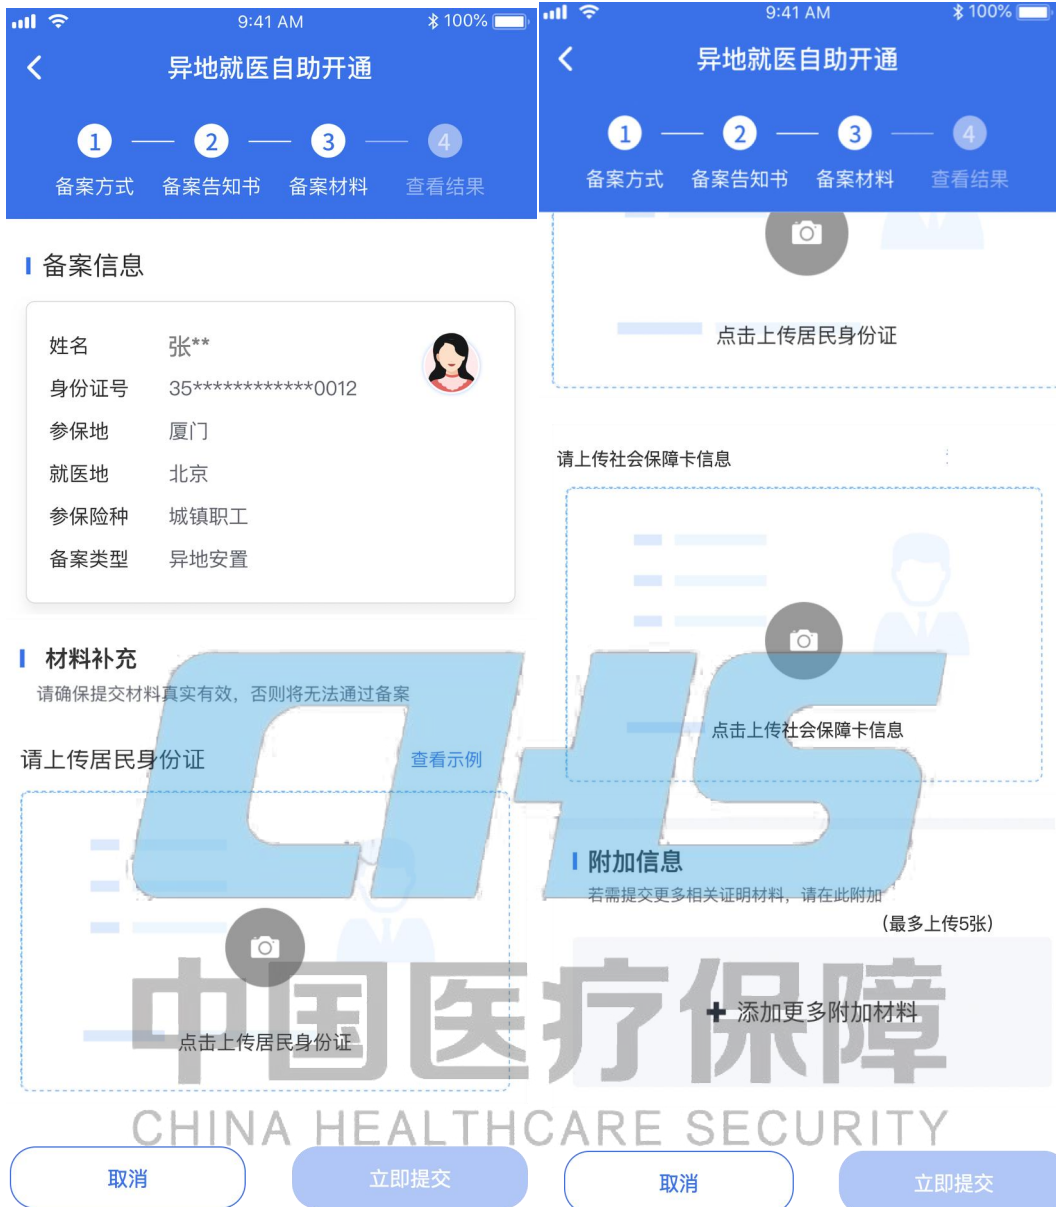 9:41 AM
100%
异地就医自助开通
1
2
3
4
备案方式
备案告知书
备案材料
查看结果
备案信息
姓名 张**
身份证号 35*************0012
参保地 厦门
就医地 北京
参保险种 城镇职工
备案类型 异地安置
材料补充
请确保提交材料真实有效，否则将无法通过备案
请上传居民身份证 查看示例
点击上传居民身份证
取消 立即提交
9:41 AM
100%
异地就医自助开通
1
2
3
4
备案方式
备案告知书
备案材料
查看结果
点击上传居民身份证
请上传社会保障卡信息
点击上传社会保障卡信息
附加信息
若需提交更多相关证明材料，请在此附加
（最多上传5张）
添加更多附加材料
取消 立即提交
CHS
中国医疗保障
CHINA HEALTHCARE SECURITY